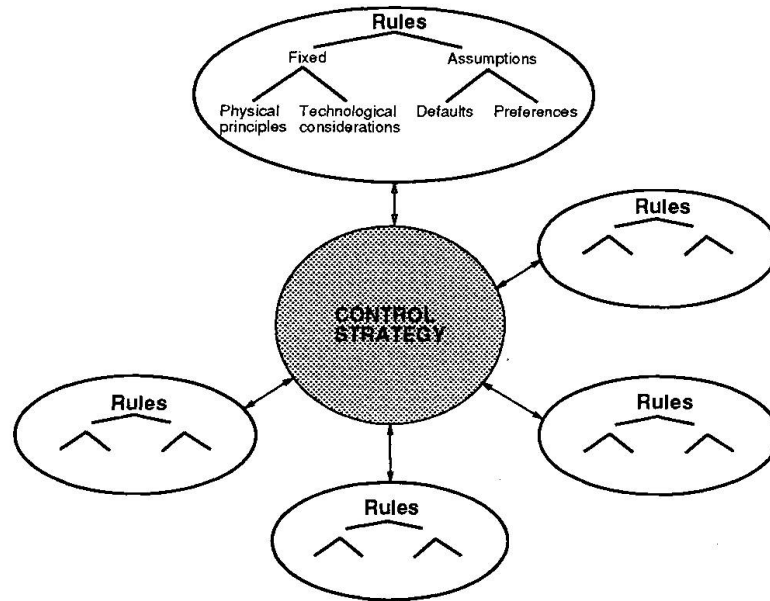 Rules
Fixed
Assumptions
Physical principles
Technological considerations
Defaults
Preferences
Rules
CONTROL
STRATEGY
Rules
Rules
Rules